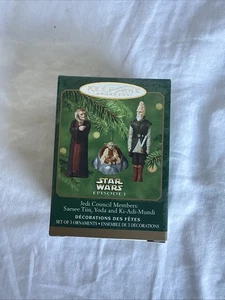 STAR
WARS
EPISODE I
Jedi Council Members:
Saesee Tiin, Yoda and Ki-Adi-Mundi
DÉCORATIONS DES FÊTES
SET OF 3 ORNAMENTS • ENSEMBLE DE 3 DÉCORATIONS